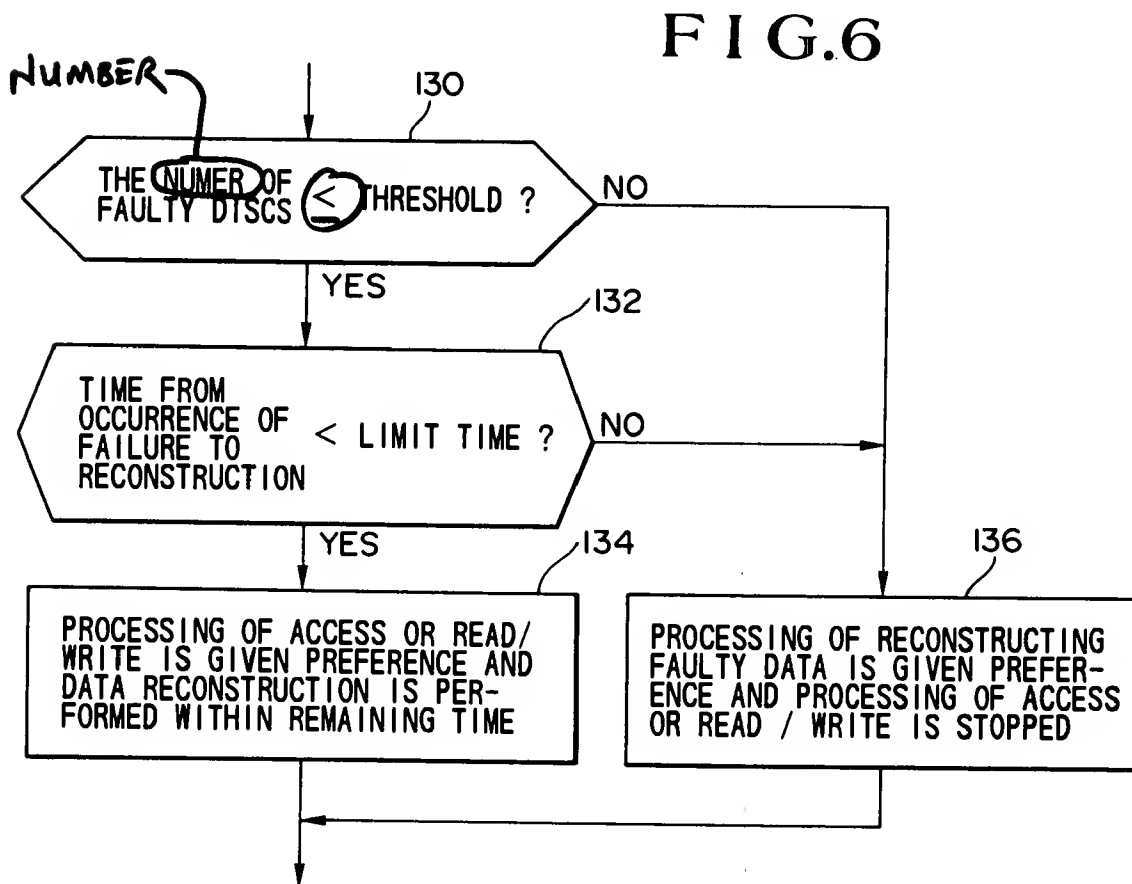 FIG.6
NUMBER
130
THE NUMER OF
FAULTY DISCS < THRESHOLD ?
NO
YES
132
TIME FROM
OCCURRENCE OF
FAILURE TO
RECONSTRUCTION
< LIMIT TIME ?
NO
YES
134
PROCESSING OF ACCESS OR READ/
WRITE IS GIVEN PREFERENCE AND
DATA RECONSTRUCTION IS PER-
FORMED WITHIN REMAINING TIME
136
PROCESSING OF RECONSTRUCTING
FAULTY DATA IS GIVEN PREFER-
ENCE AND PROCESSING OF ACCESS
OR READ / WRITE IS STOPPED